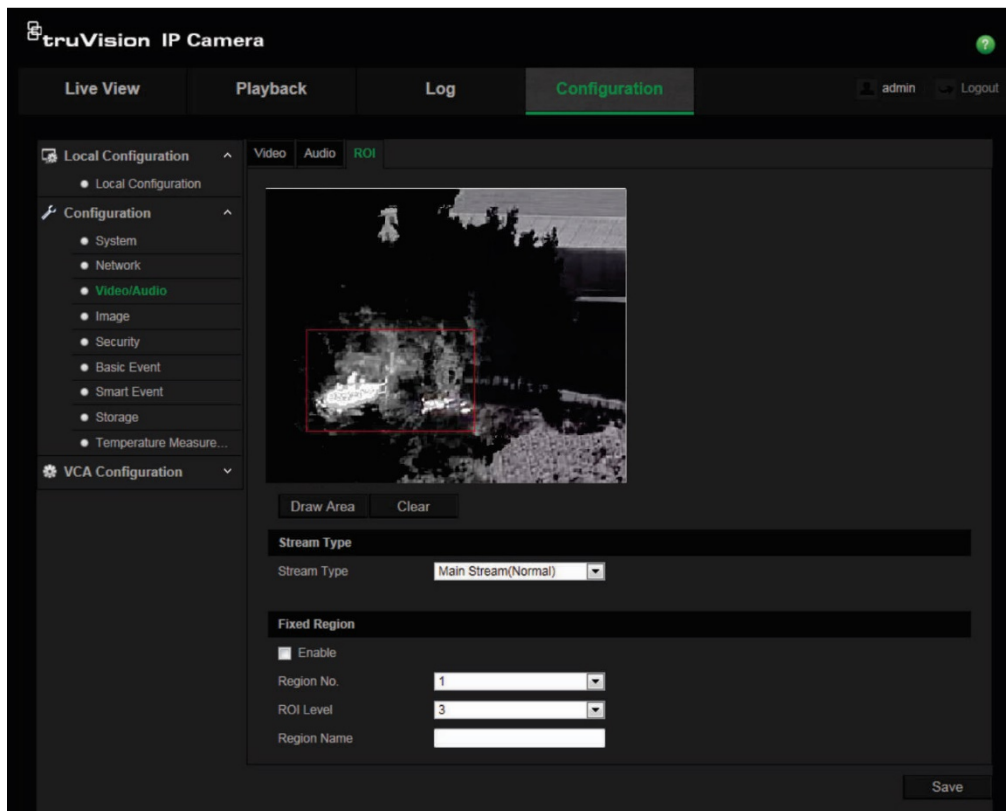 truVision IP Camera
?
Live View
Playback
Log
Configuration
admin
Logout
Local Configuration
Local Configuration
Configuration
System
Network
Video/Audio
Image
Security
Basic Event
Smart Event
Storage
Temperature Measure...
VCA Configuration
Video
Audio
ROI
Draw Area
Clear
Stream Type
Stream Type
Main Stream(Normal)
Fixed Region
Enable
Region No.
1
ROI Level
3
Region Name
Save